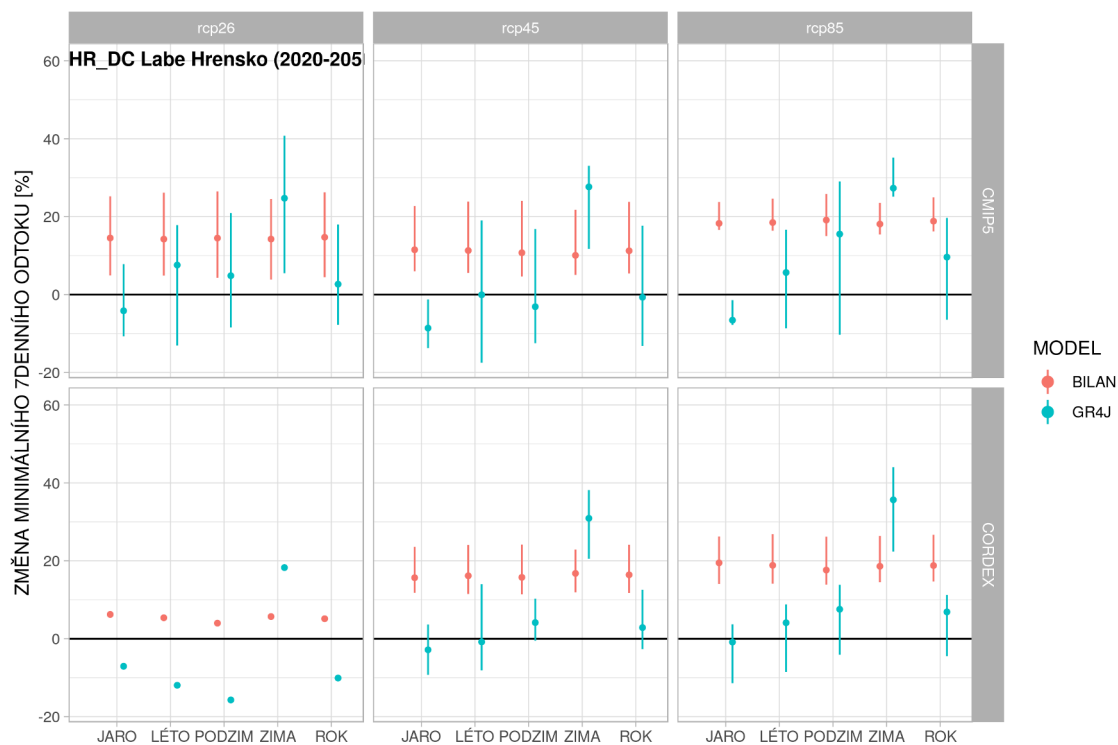 rcp26
rcp45
rcp85
HR_DC Labe Hrensko (2020-205
60
40
20
0
-20
CMIP5
60
40
20
0
-20
CORDEX
ZMĚNA MINIMÁLNÍHO 7DENNÍHO ODTOKU [%]
JARO LÉTO PODZIM ZIMA ROK
JARO LÉTO PODZIM ZIMA ROK
JARO LÉTO PODZIM ZIMA ROK
MODEL
BILAN
GR4J